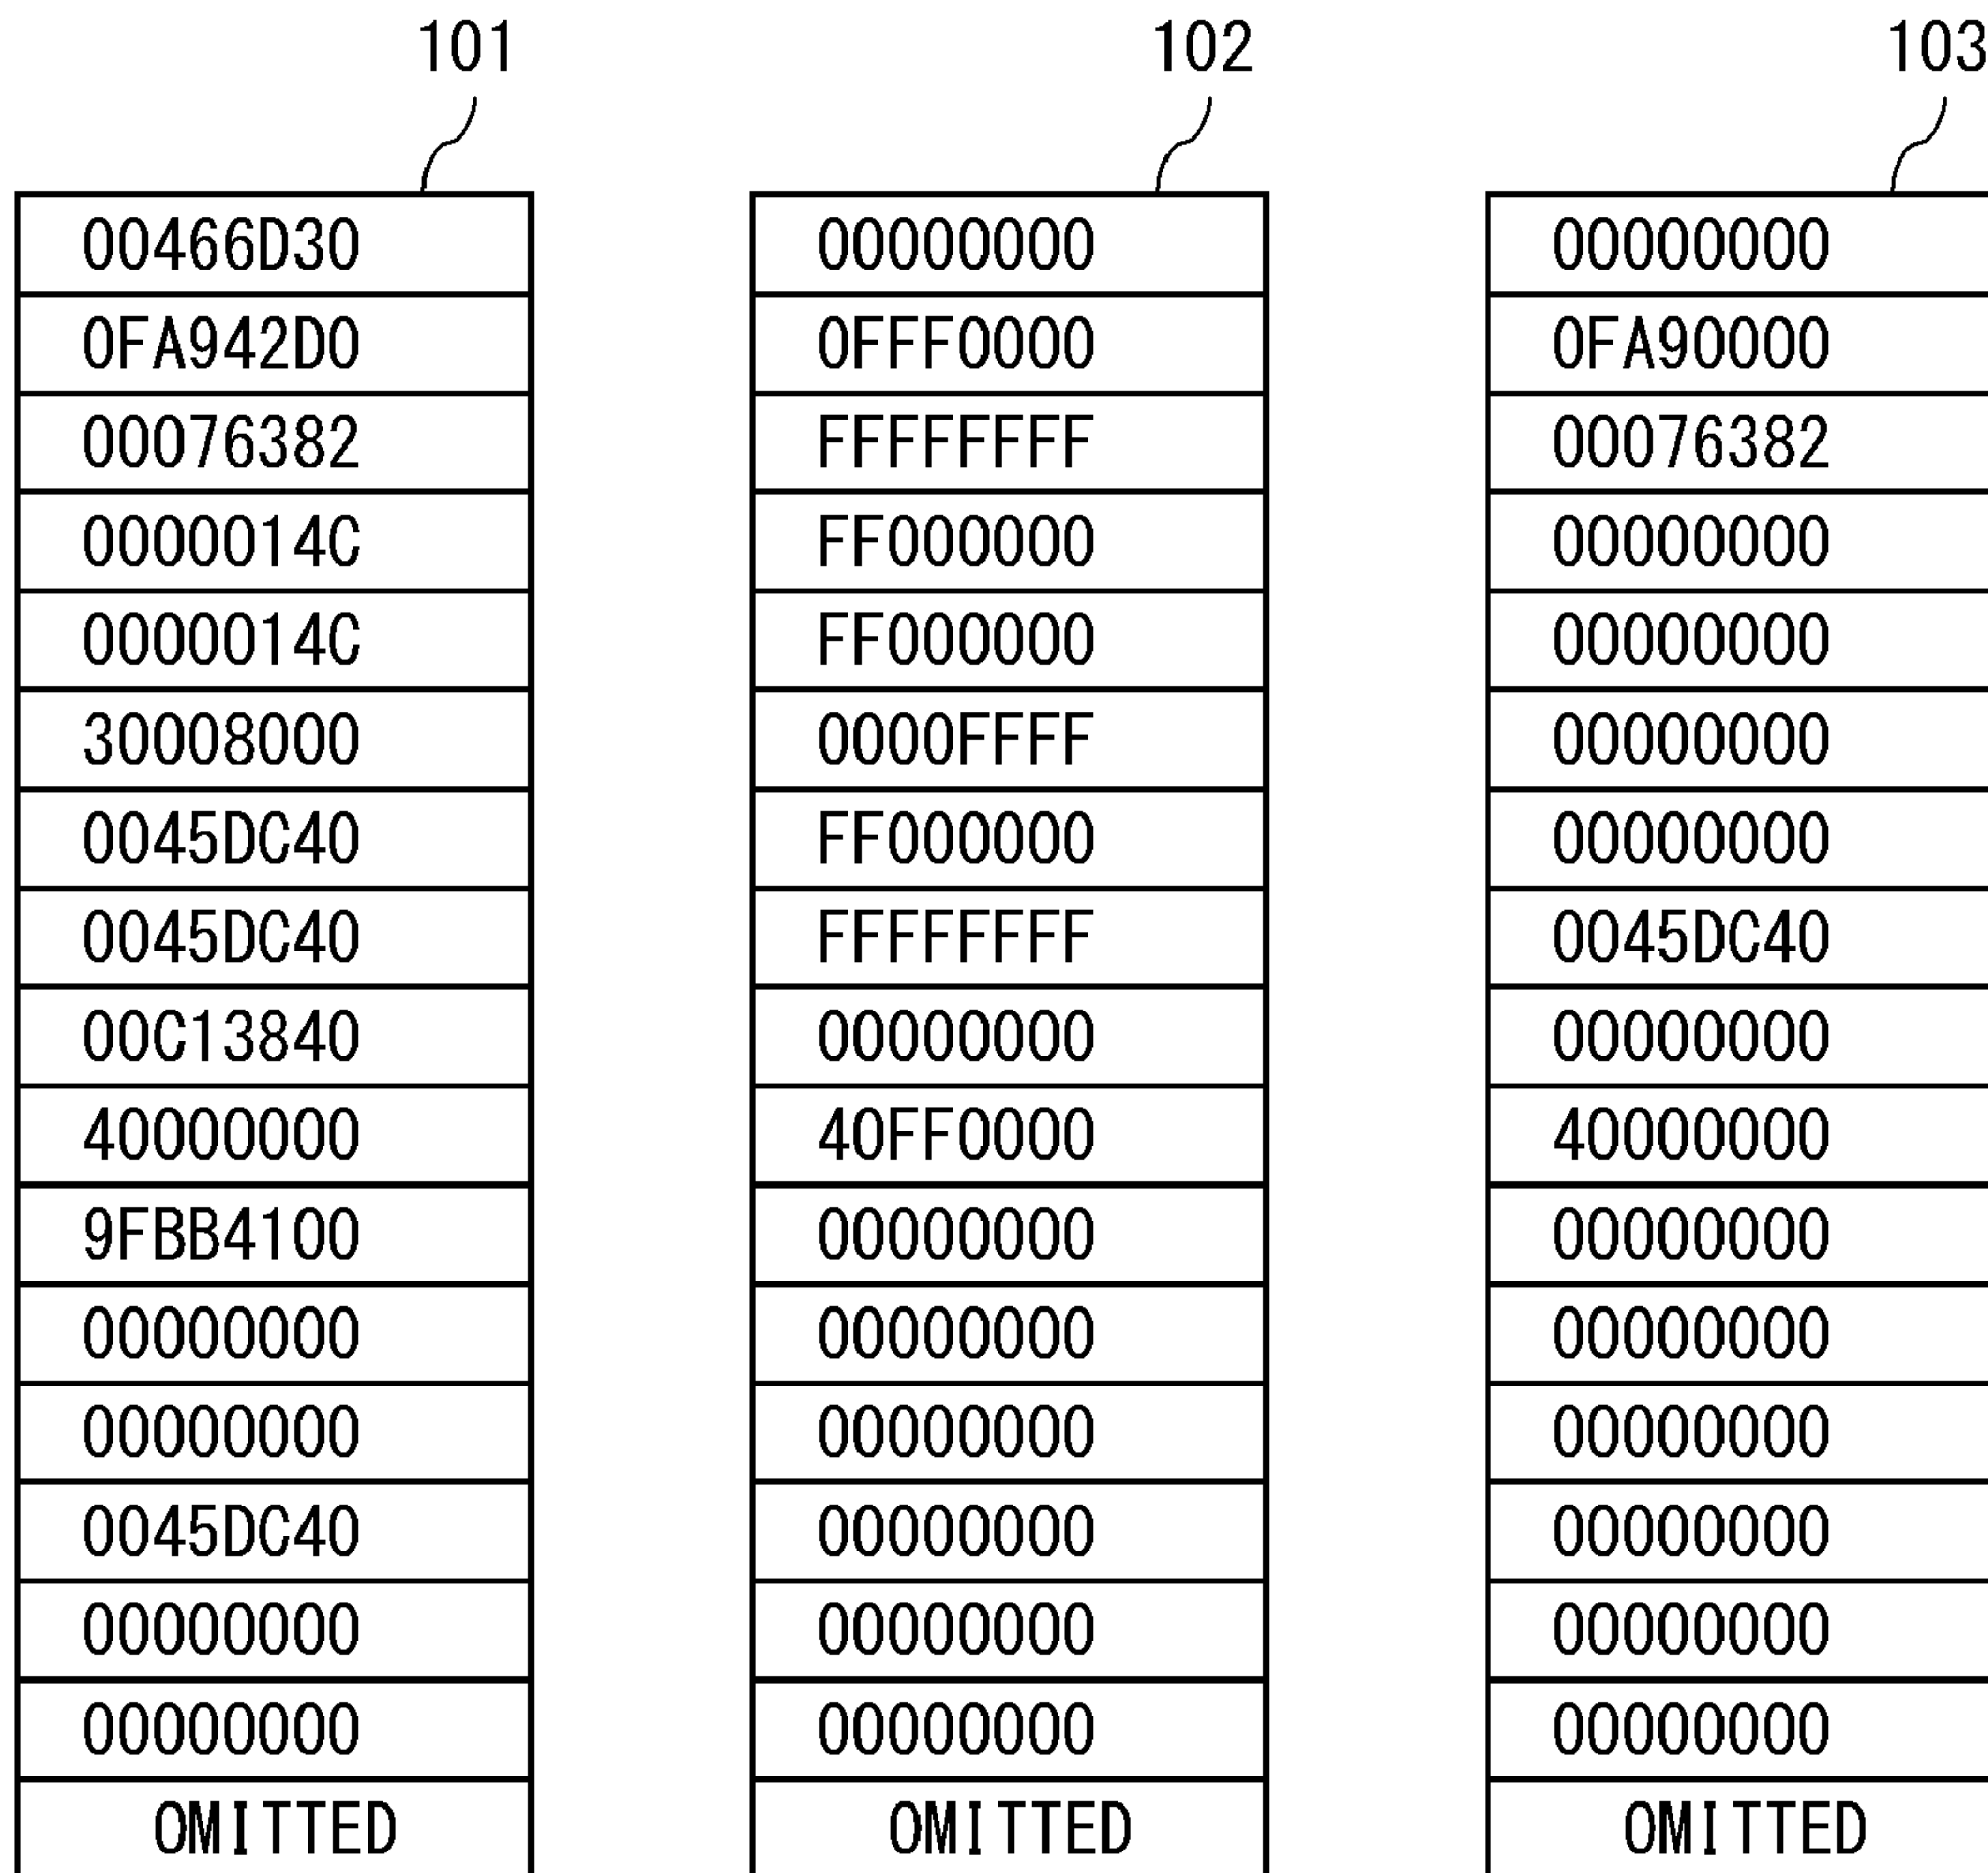 101 102 103
00466D30 00000000 00000000
0FA942D0 0FFF0000 0FA90000
00076382 FFFFFFFF 00076382
0000014C FF000000 00000000
0000014C FF000000 00000000
30008000 0000FFFF 00000000
0045DC40 FF000000 00000000
0045DC40 FFFFFFFF 0045DC40
00C13840 00000000 00000000
40000000 40FF0000 40000000
9FBB4100 00000000 00000000
00000000 00000000 00000000
00000000 00000000 00000000
0045DC40 00000000 00000000
00000000 00000000 00000000
00000000 00000000 00000000
OMITTED OMITTED OMITTED